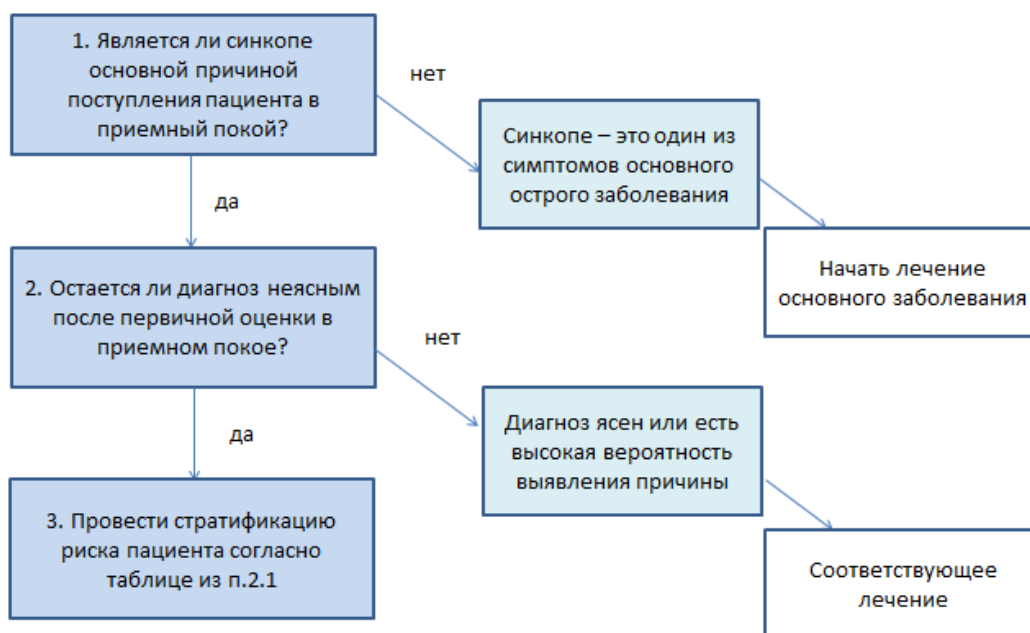 1. Является ли синкопе
основной причиной
поступления пациента в
приемный покой?
нет
Синкопе – это один из
симптомов основного
острого заболевания
да
Начать лечение
основного заболевания
2. Остается ли диагноз неясным
после первичной оценки в
приемном покое?
нет
Диагноз ясен или есть
высокая вероятность
выявления причины
да
3. Провести стратификацию
риска пациента согласно
таблице из п.2.1
Соответствующее
лечение